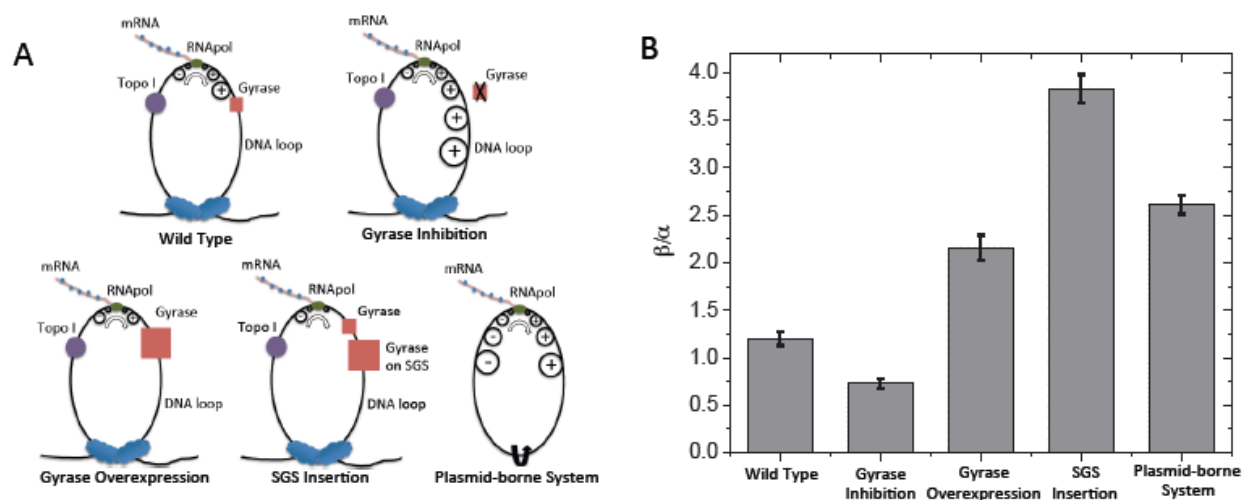 A
mRNA
RNApol
Topo I
Gyrase
DNA loop
Wild Type
mRNA
RNApol
Topo I
Gyrase
DNA loop
Gyrase Inhibition
mRNA
RNApol
Gyrase
Topo I
DNA loop
Gyrase Overexpression
mRNA
RNApol
Gyrase
Topo I
Gyrase
on SGS
DNA loop
SGS Insertion
mRNA
RNApol
Plasmid-borne System
B
β/α
4.0
3.5
3.0
2.5
2.0
1.5
1.0
0.5
0.0
Wild Type
Gyrase
Inhibition
Gyrase
Overexpression
SGS
Insertion
Plasmid-borne
System